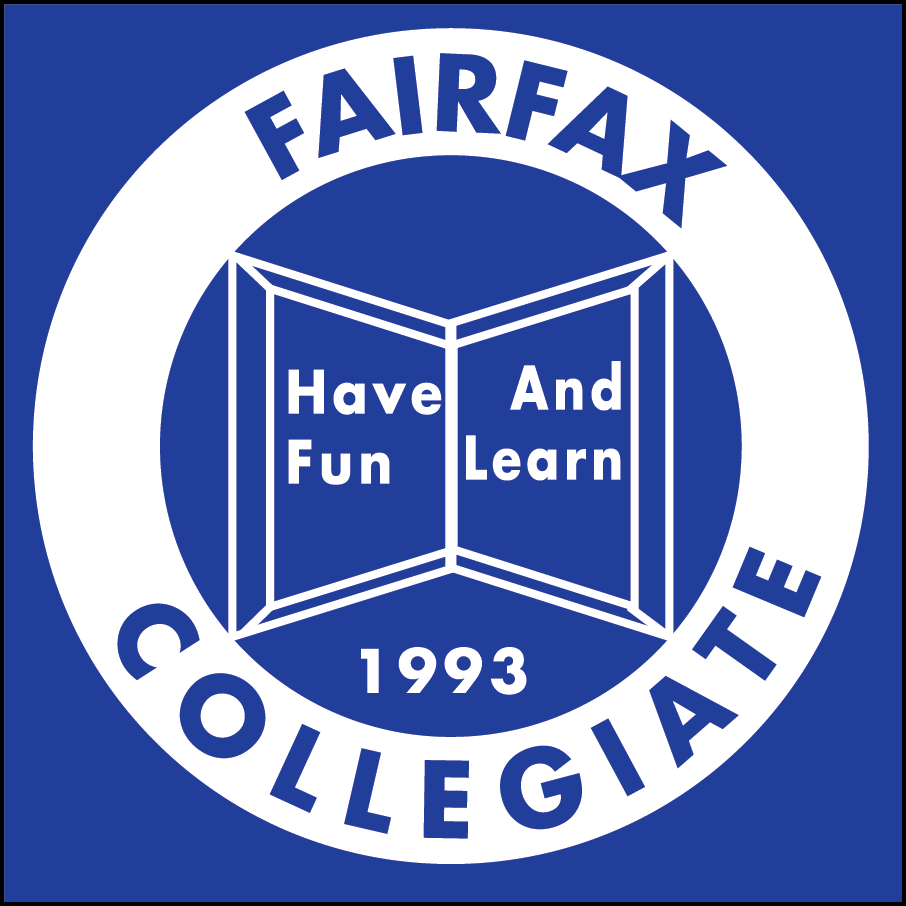 FAIRFAX
Have
Fun
And
Learn
1993
COLLEGIATE